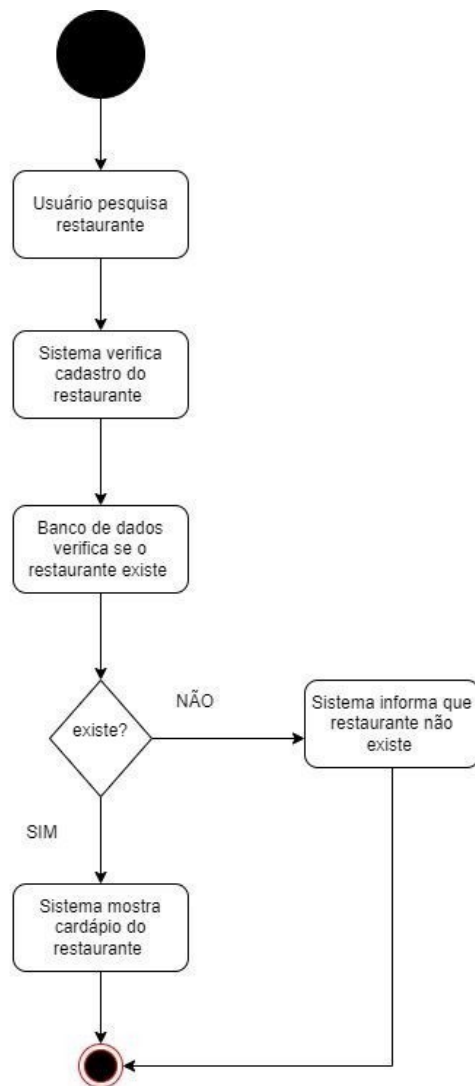 Usuário pesquisa
restaurante
Sistema verifica
cadastro do
restaurante
Banco de dados
verifica se o
restaurante existe
existe?
NÃO
Sistema informa que
restaurante não
existe
SIM
Sistema mostra
cardápio do
restaurante